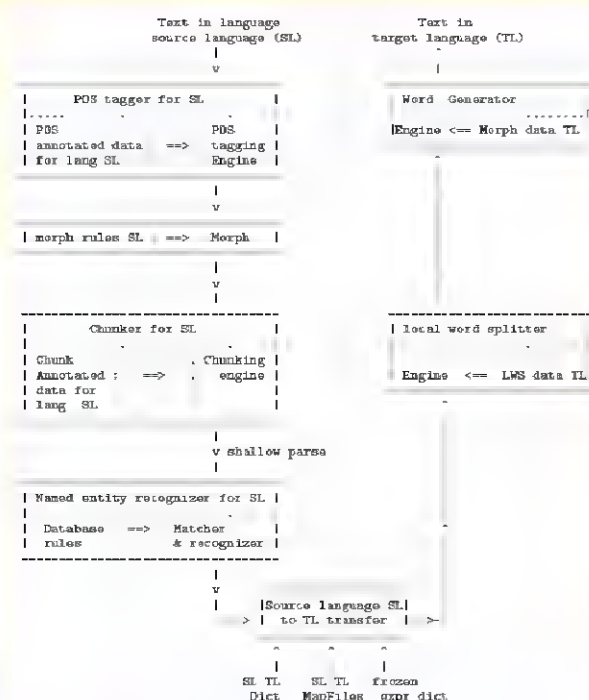 Text in language
source language (SL)
v
POS tagger for SL
POS POS
annotated data ==> tagging
for lang SL Engine
v
morph rules SL ==> Morph
v
Chunker for SL
Chunk . Chunking
Annotated : ==> . engine
data for
lang SL
v shallow parse
Named entity recognizer for SL
Database ==> Matcher
rules & recognizer
v
Text in
target language (TL)
Word Generator
Engine <== Morph data TL
local word splitter
Engine <== LWS data TL
Source language SL
> to TL transfer >-
SL TL SL TL frozen
Dict MapFiles expr dict